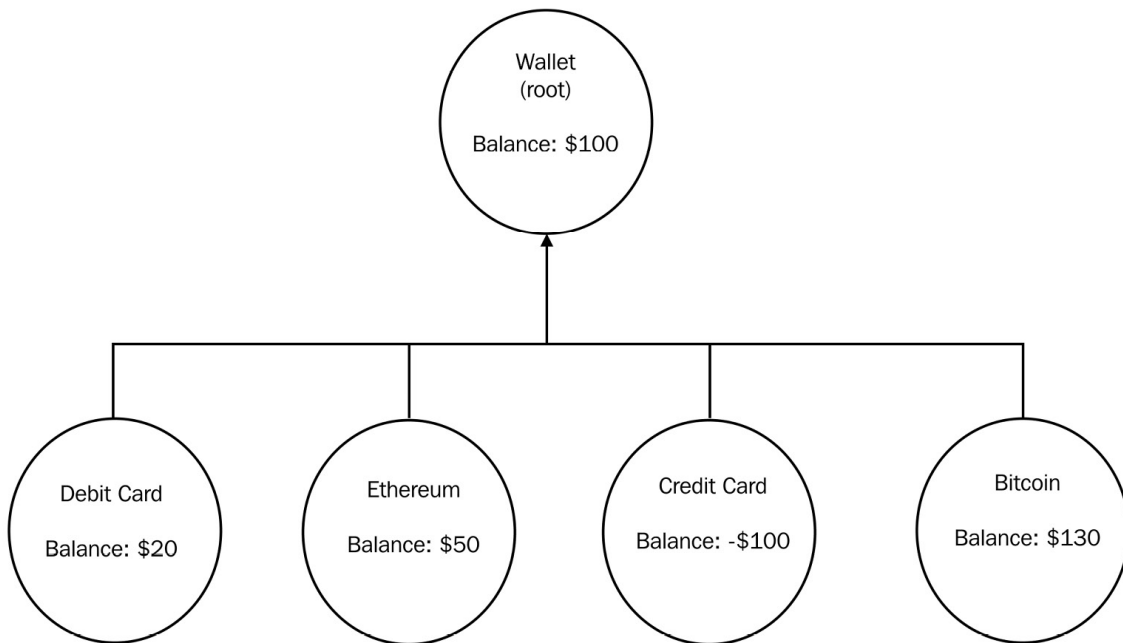 Wallet
(root)
Balance: $100
Debit Card
Balance: $20
Ethereum
Balance: $50
Credit Card
Balance: -$100
Bitcoin
Balance: $130